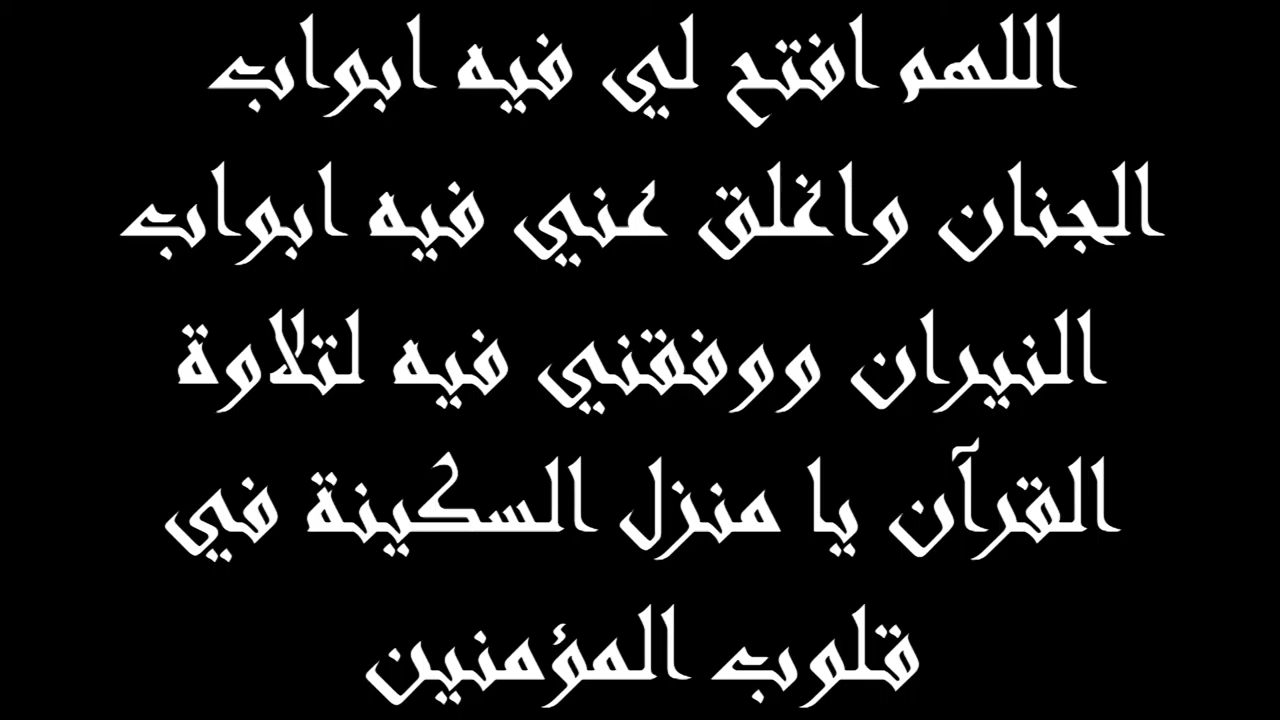 اللهم افتح لي فيه ابواب
الجنان واغلق عني فيه ابواب
النيران ووفقني فيه لتلاوة
القرآن يا منزل السكينة في
قلوب المؤمنين